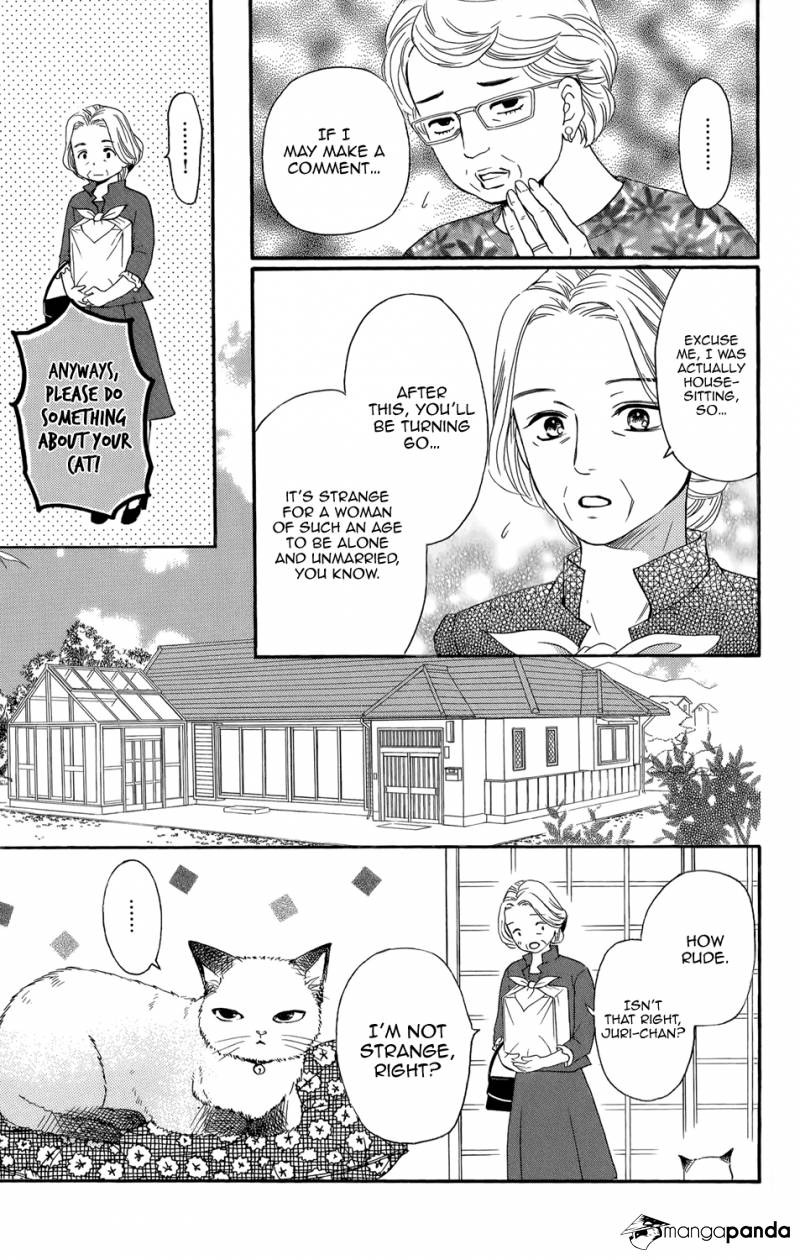 ......
IF I
MAY MAKE A
COMMENT...
EXCUSE
ME, I WAS
ACTUALLY
HOUSE-
SITTING,
SO...
AFTER
THIS, YOU'LL
BE TURNING
60...
IT'S STRANGE
FOR A WOMAN
OF SUCH AN AGE
TO BE ALONE
AND UNMARRIED,
YOU KNOW.
.....!
ANYWAYS,
PLEASE DO
SOMETHING
ABOUT YOUR
CAT!
HOW
RUDE.
ISN'T
THAT RIGHT,
JURI-CHAN?
I'M NOT
STRANGE,
RIGHT?
......
mangapanda